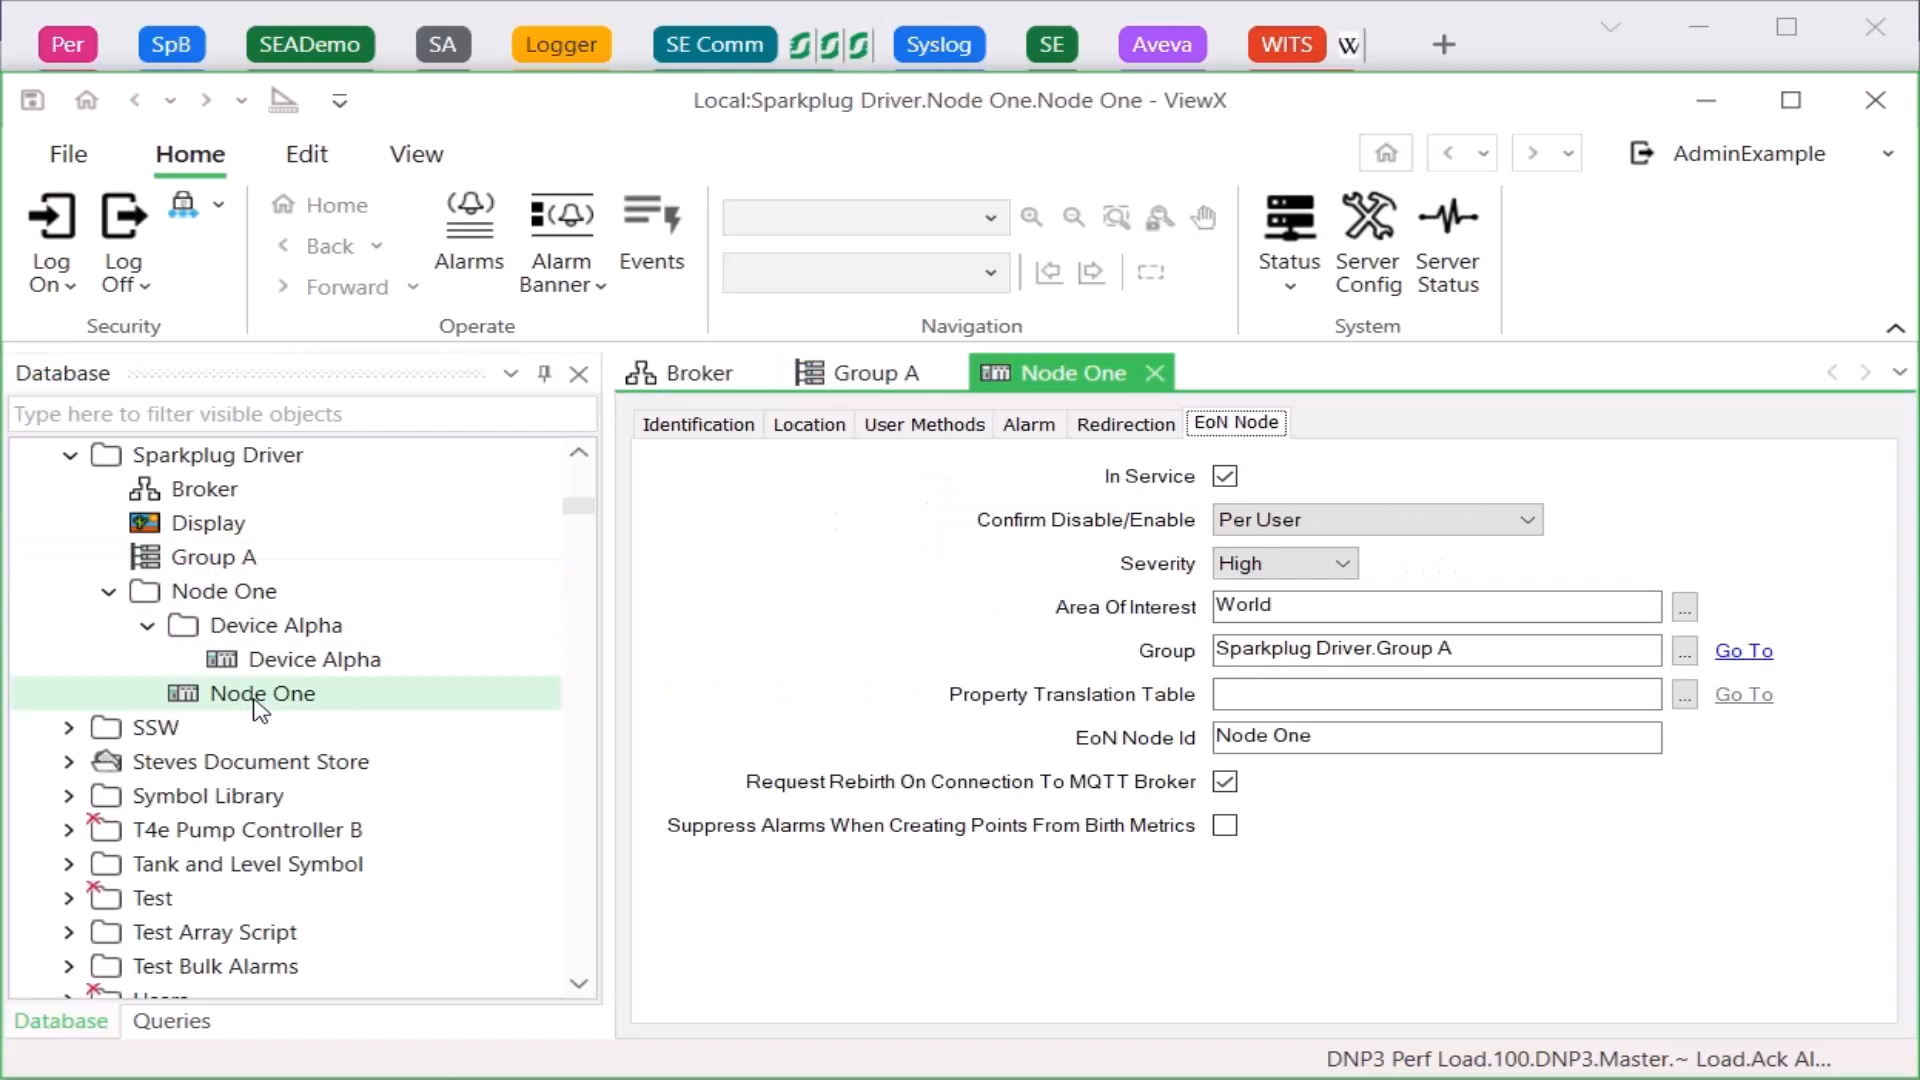 Per
SpB
SEADemo
SA
Logger
SE Comm
Syslog
SE
Aveva
WITS
W
Local:Sparkplug Driver.Node One.Node One - ViewX
File
Home
Edit
View
AdminExample
Log On
Log Off
Security
Home
Back
Forward
Alarms
Alarm Banner
Events
Operate
Navigation
Status
Server Config
Server Status
System
Database
Type here to filter visible objects
Sparkplug Driver
Broker
Display
Group A
Node One
Device Alpha
Device Alpha
Node One
SSW
Steves Document Store
Symbol Library
T4e Pump Controller B
Tank and Level Symbol
Test
Test Array Script
Test Bulk Alarms
Database
Queries
Broker
Group A
Node One
Identification
Location
User Methods
Alarm
Redirection
EoN Node
In Service
Confirm Disable/Enable Per User
Severity High
Area Of Interest World ...
Group Sparkplug Driver.Group A ... Go To
Property Translation Table ... Go To
EoN Node Id Node One
Request Rebirth On Connection To MQTT Broker
Suppress Alarms When Creating Points From Birth Metrics
DNP3 Perf Load.100.DNP3.Master.~ Load.Ack Al...